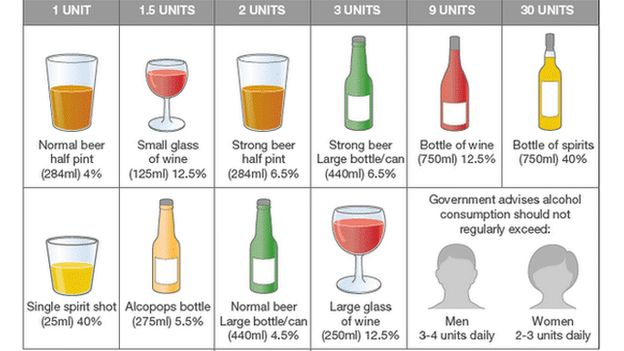 1 UNIT
1.5 UNITS
2 UNITS
3 UNITS
9 UNITS
30 UNITS
Normal beer
half pint
(284ml) 4%
Small glass
of wine
(125ml) 12.5%
Strong beer
half pint
(284ml) 6.5%
Strong beer
Large bottle/can
(440ml) 6.5%
Bottle of wine
(750ml) 12.5%
Bottle of spirits
(750ml) 40%
Single spirit shot
(25ml) 40%
Alcopops bottle
(275ml) 5.5%
Normal beer
Large bottle/can
(440ml) 4.5%
Large glass
of wine
(250ml) 12.5%
Government advises alcohol
consumption should not
regularly exceed:
Men
3-4 units daily
Women
2-3 units daily